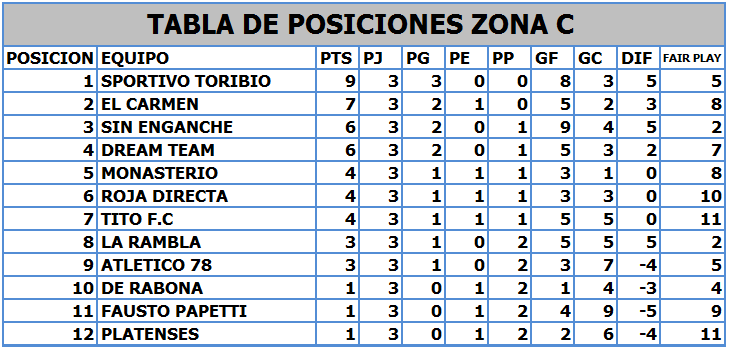 TABLA DE POSICIONES ZONA C
POSICION EQUIPO PTS PJ PG PE PP GF GC DIF FAIR PLAY
1 SPORTIVO TORIBIO 9 3 3 0 0 8 3 5 5
2 EL CARMEN 7 3 2 1 0 5 2 3 8
3 SIN ENGANCHE 6 3 2 0 1 9 4 5 2
4 DREAM TEAM 6 3 2 0 1 5 3 2 7
5 MONASTERIO 4 3 1 1 1 3 1 0 8
6 ROJA DIRECTA 4 3 1 1 1 3 3 0 10
7 TITO F.C 4 3 1 1 1 5 5 0 11
8 LA RAMBLA 3 3 1 0 2 5 5 5 2
9 ATLETICO 78 3 3 1 0 2 3 7 -4 5
10 DE RABONA 1 3 0 1 2 1 4 -3 4
11 FAUSTO PAPETTI 1 3 0 1 2 4 9 -5 9
12 PLATENSES 1 3 0 1 2 2 6 -4 11